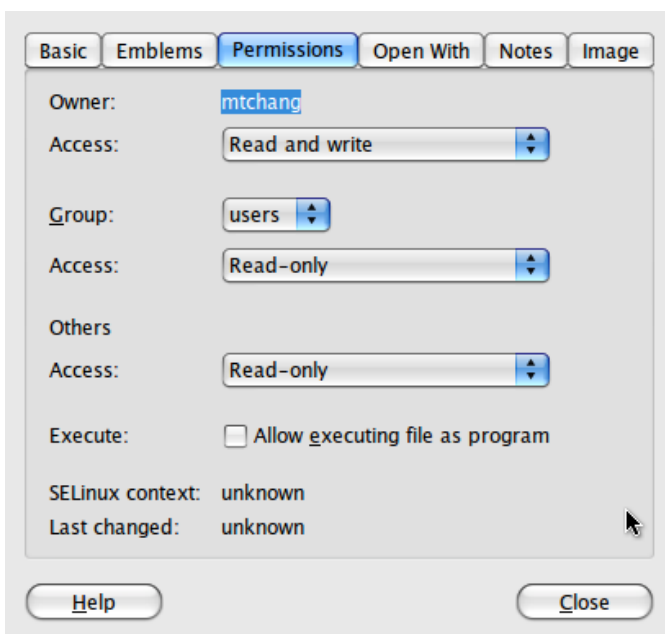 Basic Emblems Permissions Open With Notes Image
Owner: mtchang
Access: Read and write
Group: users
Access: Read-only
Others
Access: Read-only
Execute: Allow executing file as program
SELinux context: unknown
Last changed: unknown
Help Close